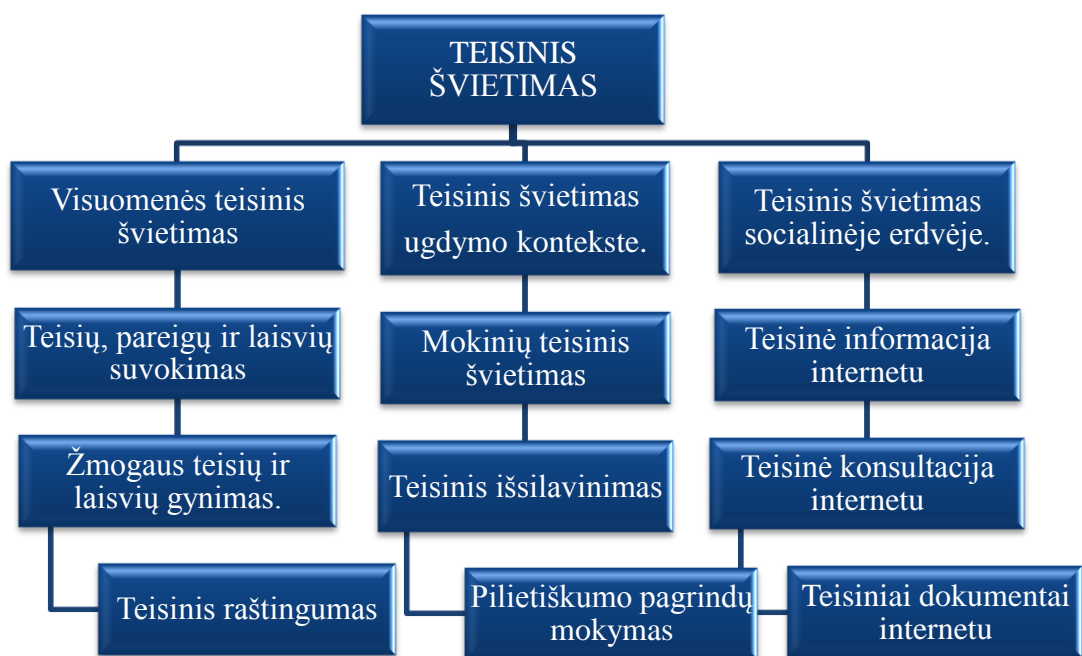 TEISINIS
ŠVIETIMAS
Visuomenės teisinis
švietimas
Teisinis švietimas
ugdymo kontekste.
Teisinis švietimas
socialinėje erdvėje.
Teisių, pareigų ir laisvių
suvokimas
Mokinių teisinis
švietimas
Teisinė informacija
internetu
Žmogaus teisių ir
laisvių gynimas.
Teisinis išsilavinimas
Teisinė konsultacija
internetu
Teisinis raštingumas
Pilietiškumo pagrindų
mokymas
Teisiniai dokumentai
internetu